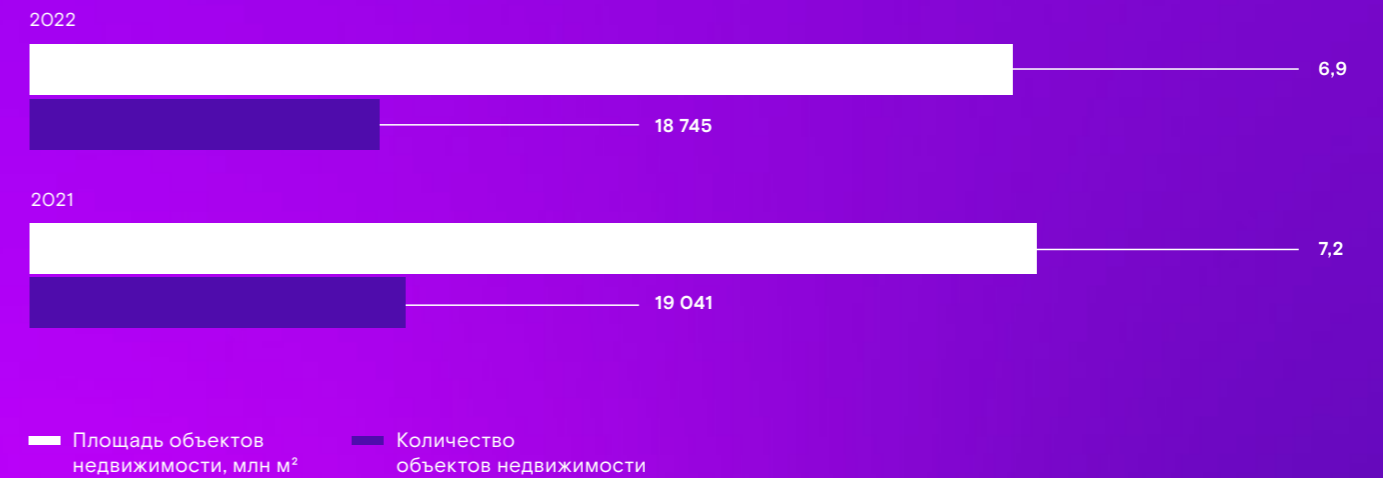 2022
6,9
18 745
2021
7,2
19 041
Площадь объектов
недвижимости, млн м²
Количество
объектов недвижимости